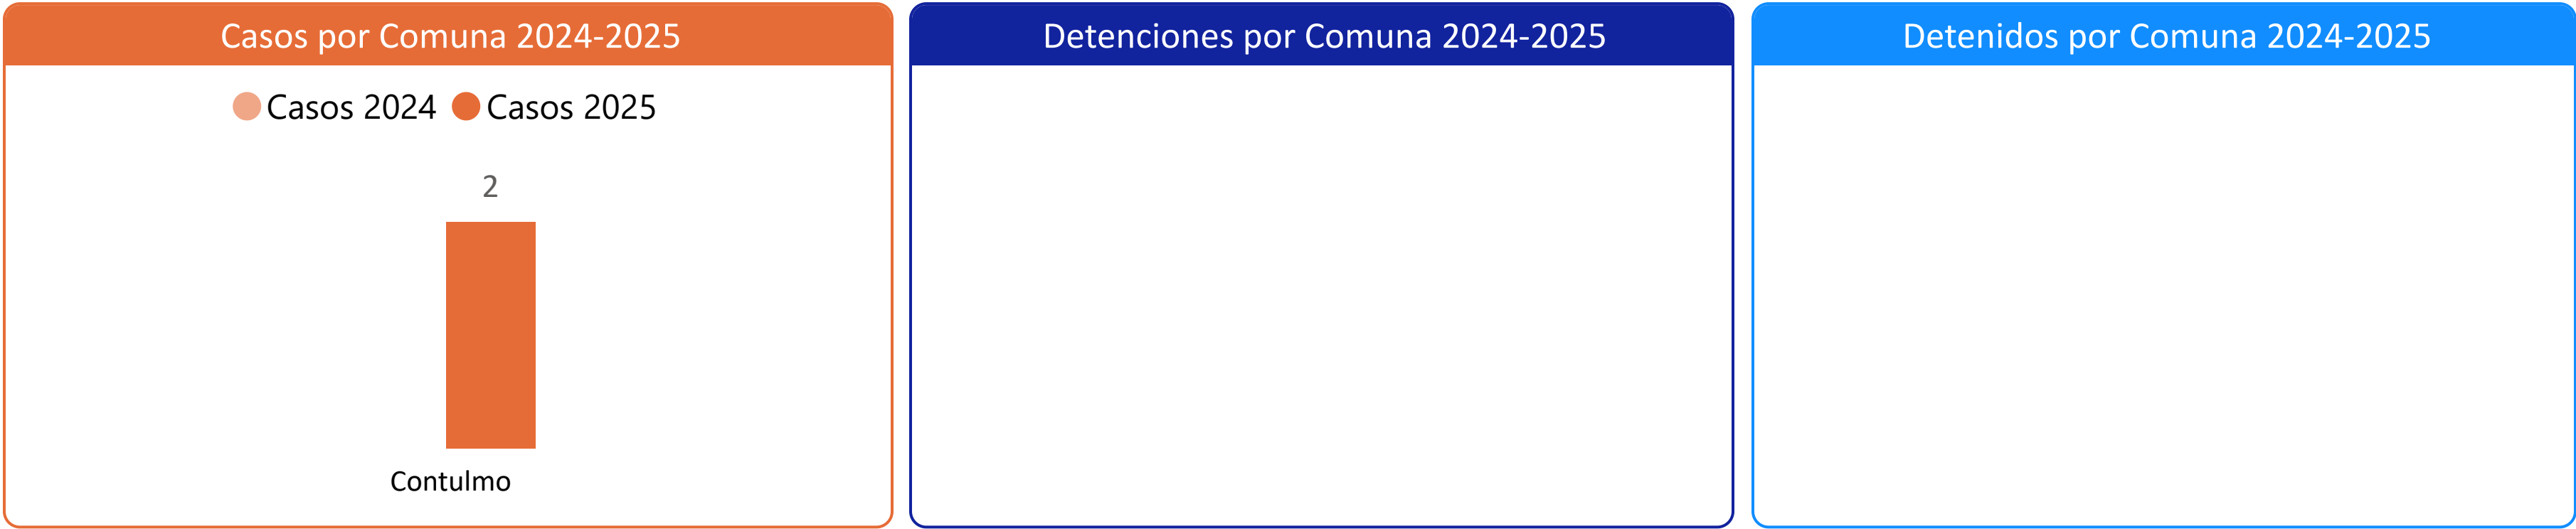 Casos por Comuna 2024-2025
Casos 2024 Casos 2025
2
Contulmo
Detenciones por Comuna 2024-2025
Detenidos por Comuna 2024-2025